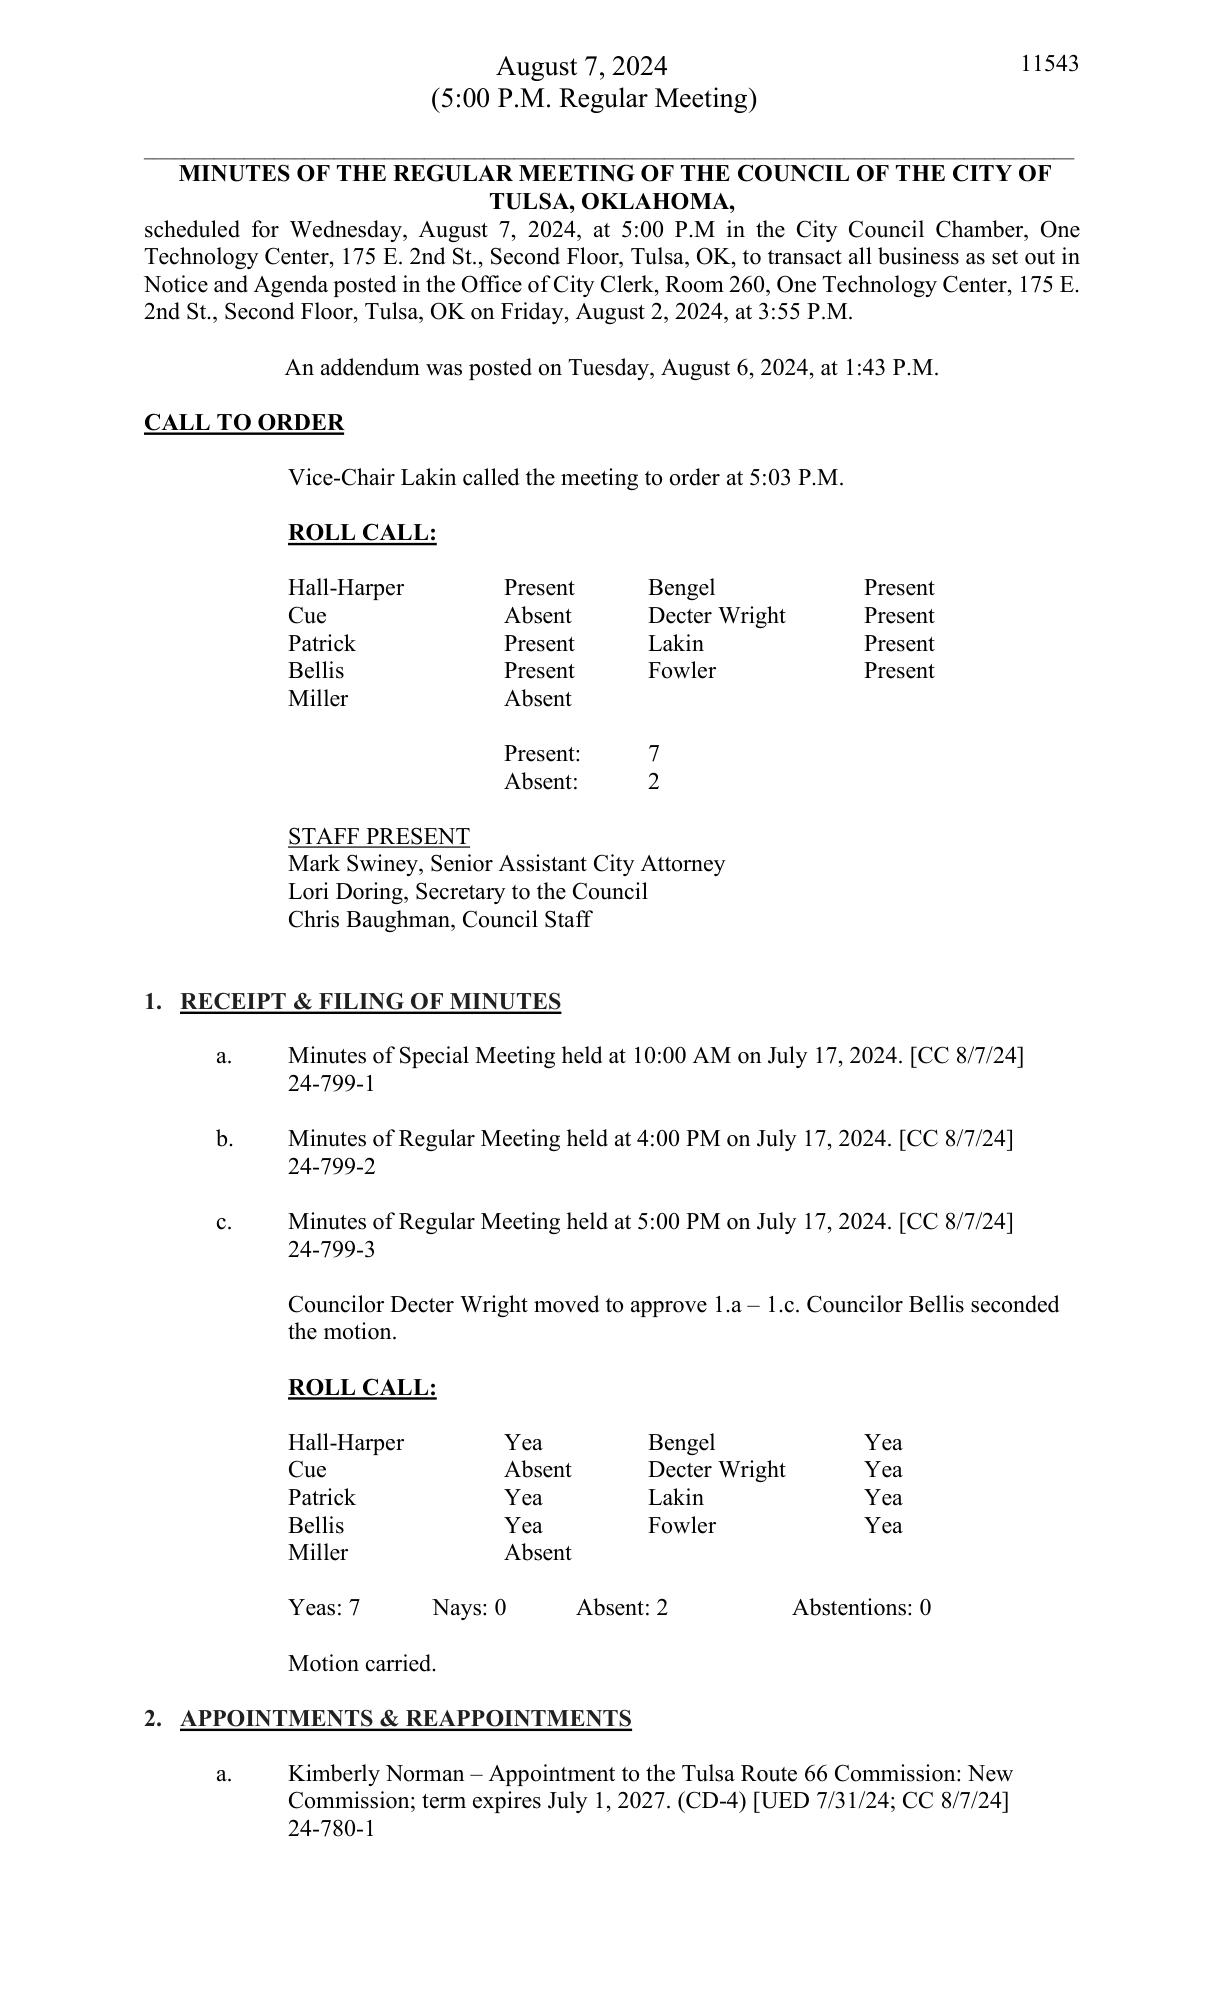 August 7, 2024 11543
(5:00 P.M. Regular Meeting)
MINUTES OF THE REGULAR MEETING OF THE COUNCIL OF THE CITY OF
TULSA, OKLAHOMA,
scheduled for Wednesday, August 7, 2024, at 5:00 P.M in the City Council Chamber, One
Technology Center, 175 E. 2nd St., Second Floor, Tulsa, OK, to transact all business as set out in
Notice and Agenda posted in the Office of City Clerk, Room 260, One Technology Center, 175 E.
2nd St., Second Floor, Tulsa, OK on Friday, August 2, 2024, at 3:55 P.M.
An addendum was posted on Tuesday, August 6, 2024, at 1:43 P.M.
CALL TO ORDER
Vice-Chair Lakin called the meeting to order at 5:03 P.M.
ROLL CALL:
Hall-Harper Present Bengel Present
Cue Absent Decter Wright Present
Patrick Present Lakin Present
Bellis Present Fowler Present
Miller Absent
Present: 7
Absent: 2
STAFF PRESENT
Mark Swiney, Senior Assistant City Attorney
Lori Doring, Secretary to the Council
Chris Baughman, Council Staff
1. RECEIPT & FILING OF MINUTES
a. Minutes of Special Meeting held at 10:00 AM on July 17, 2024. [CC 8/7/24]
24-799-1
b. Minutes of Regular Meeting held at 4:00 PM on July 17, 2024. [CC 8/7/24]
24-799-2
c. Minutes of Regular Meeting held at 5:00 PM on July 17, 2024. [CC 8/7/24]
24-799-3
Councilor Decter Wright moved to approve 1.a – 1.c. Councilor Bellis seconded
the motion.
ROLL CALL:
Hall-Harper Yea Bengel Yea
Cue Absent Decter Wright Yea
Patrick Yea Lakin Yea
Bellis Yea Fowler Yea
Miller Absent
Yeas: 7 Nays: 0 Absent: 2 Abstentions: 0
Motion carried.
2. APPOINTMENTS & REAPPOINTMENTS
a. Kimberly Norman – Appointment to the Tulsa Route 66 Commission: New
Commission; term expires July 1, 2027. (CD-4) [UED 7/31/24; CC 8/7/24]
24-780-1